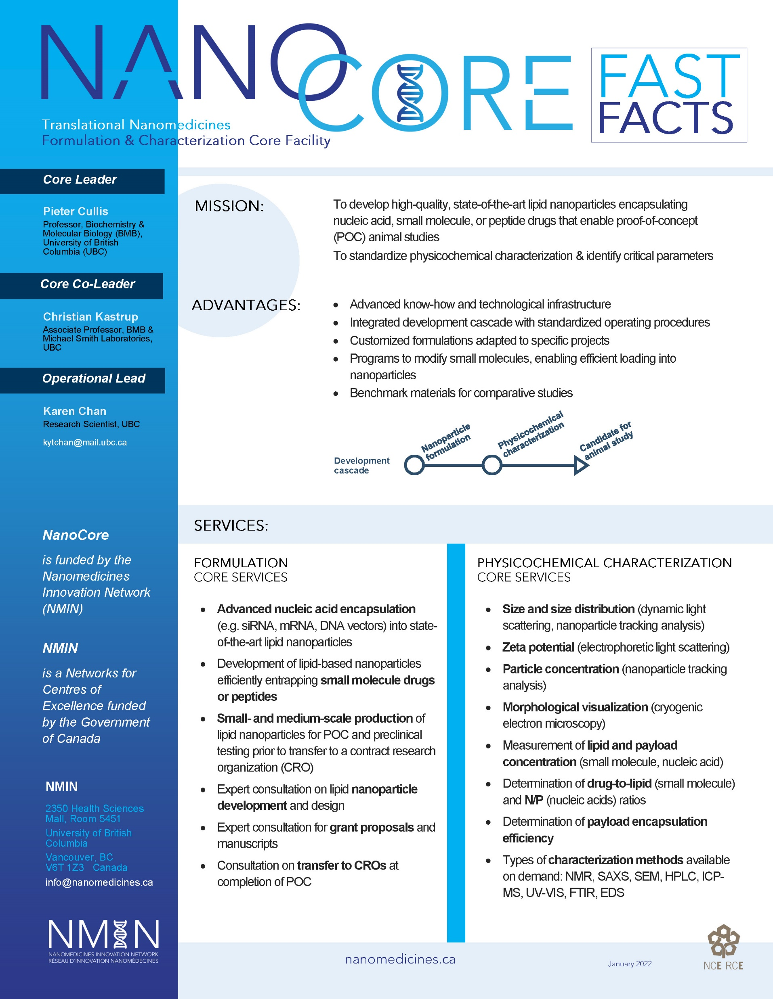 NANO
CORE
FAST
FACTS
Translational Nanomedicines
Formulation & Characterization Core Facility
Core Leader
Pieter Cullis
Professor, Biochemistry &
Molecular Biology (BMB),
University of British
Columbia (UBC)
Core Co-Leader
Christian Kastrup
Associate Professor, BMB &
Michael Smith Laboratories,
UBC
Operational Lead
Karen Chan
Research Scientist, UBC
kytchan@mail.ubc.ca
NanoCore
is funded by the
Nanomedicines
Innovation Network
(NMIN)
NMIN
is a Networks for
Centres of
Excellence funded
by the Government
of Canada
NMIN
2350 Health Sciences
Mall, Room 5451
University of British
Columbia
Vancouver, BC
V6T 1Z3 Canada
info@nanomedicines.ca
NMIN
NANOMEDICINES INNOVATION NETWORK
RÉSEAU D'INNOVATION NANOMÉDECINES
MISSION:
To develop high-quality, state-of-the-art lipid nanoparticles encapsulating
nucleic acid, small molecule, or peptide drugs that enable proof-of-concept
(POC) animal studies
To standardize physicochemical characterization & identify critical parameters
ADVANTAGES:
• Advanced know-how and technological infrastructure
• Integrated development cascade with standardized operating procedures
• Customized formulations adapted to specific projects
• Programs to modify small molecules, enabling efficient loading into
nanoparticles
• Benchmark materials for comparative studies
Development
cascade
Nanoparticle
formulation
Physicochemical
characterization
Candidate for
animal study
SERVICES:
FORMULATION
CORE SERVICES
• Advanced nucleic acid encapsulation
(e.g. siRNA, mRNA, DNA vectors) into state-
of-the-art lipid nanoparticles
• Development of lipid-based nanoparticles
efficiently entrapping small molecule drugs
or peptides
• Small- and medium-scale production of
lipid nanoparticles for POC and preclinical
testing prior to transfer to a contract research
organization (CRO)
• Expert consultation on lipid nanoparticle
development and design
• Expert consultation for grant proposals and
manuscripts
• Consultation on transfer to CROs at
completion of POC
PHYSICOCHEMICAL CHARACTERIZATION
CORE SERVICES
• Size and size distribution (dynamic light
scattering, nanoparticle tracking analysis)
• Zeta potential (electrophoretic light scattering)
• Particle concentration (nanoparticle tracking
analysis)
• Morphological visualization (cryogenic
electron microscopy)
• Measurement of lipid and payload
concentration (small molecule, nucleic acid)
• Determination of drug-to-lipid (small molecule)
and N/P (nucleic acids) ratios
• Determination of payload encapsulation
efficiency
• Types of characterization methods available
on demand: NMR, SAXS, SEM, HPLC, ICP-
MS, UV-VIS, FTIR, EDS
nanomedicines.ca
January 2022
NCE RCE